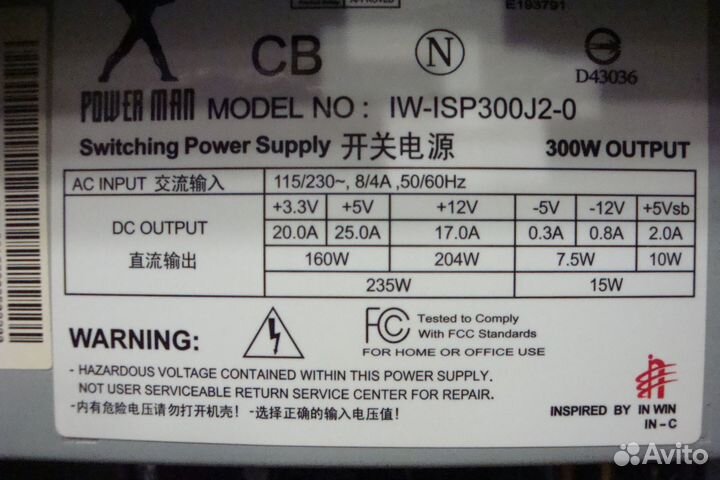 E193791
CB N D43036
POWER MAN MODEL NO : IW-ISP300J2-0
Switching Power Supply 开关电源 300W OUTPUT
AC INPUT 交流输入 115/230~, 8/4A ,50/60Hz
DC OUTPUT 直流输出
+3.3V +5V +12V -5V -12V +5Vsb
20.0A 25.0A 17.0A 0.3A 0.8A 2.0A
160W 204W 7.5W 10W
235W 15W
WARNING:
FC Tested to Comply
With FCC Standards
FOR HOME OR OFFICE USE
- HAZARDOUS VOLTAGE CONTAINED WITHIN THIS POWER SUPPLY.
NOT USER SERVICEABLE RETURN SERVICE CENTER FOR REPAIR.
-内有危险电压请勿打开机壳! -选择正确的输入电压值!
INSPIRED BY IN WIN
IN-C
Avito